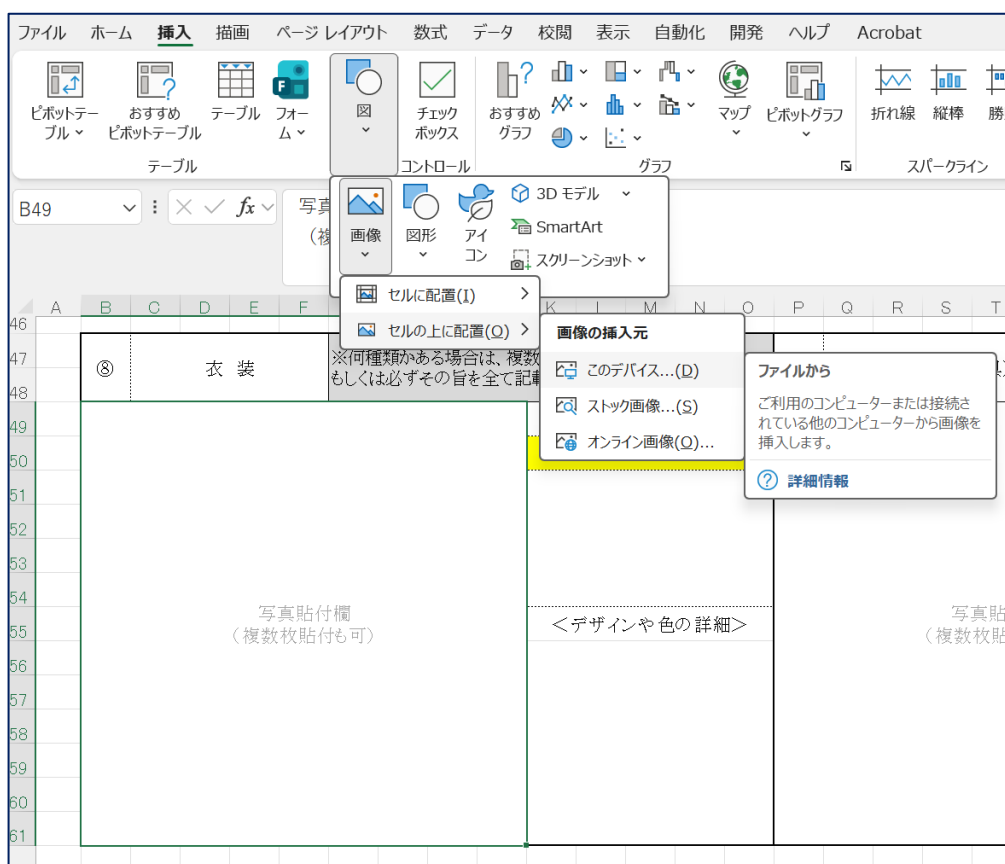 ファイル ホーム 挿入 描画 ページ レイアウト 数式 データ 校閲 表示 自動化 開発 ヘルプ Acrobat
ピボットテー
ブル
おすすめ
ピボットテーブル
テーブル
フォー
ム
図
チェック
ボックス
おすすめ
グラフ
マップ
ピボットグラフ
折れ線
縦棒
テーブル
コントロール
グラフ
スパークライン
B49
fx
画像
図形
アイ
コン
3D モデル
SmartArt
スクリーンショット
セルに配置(I)
セルの上に配置(O)
画像の挿入元
このデバイス...(D)
ストック画像...(S)
オンライン画像(O)...
ファイルから
ご利用のコンピューターまたは接続さ
れている他のコンピューターから画像を
挿入します。
詳細情報
A B C D E F K L M N O P Q R S T
46
47
48
49
50
51
52
53
54
55
56
57
58
59
60
61
⑧ 衣 装
※何種類かある場合は、複数
もしくは必ずその旨を全て記
写真貼付欄
（複数枚貼付も可）
＜デザインや色の詳細＞
写真貼
（複数枚貼